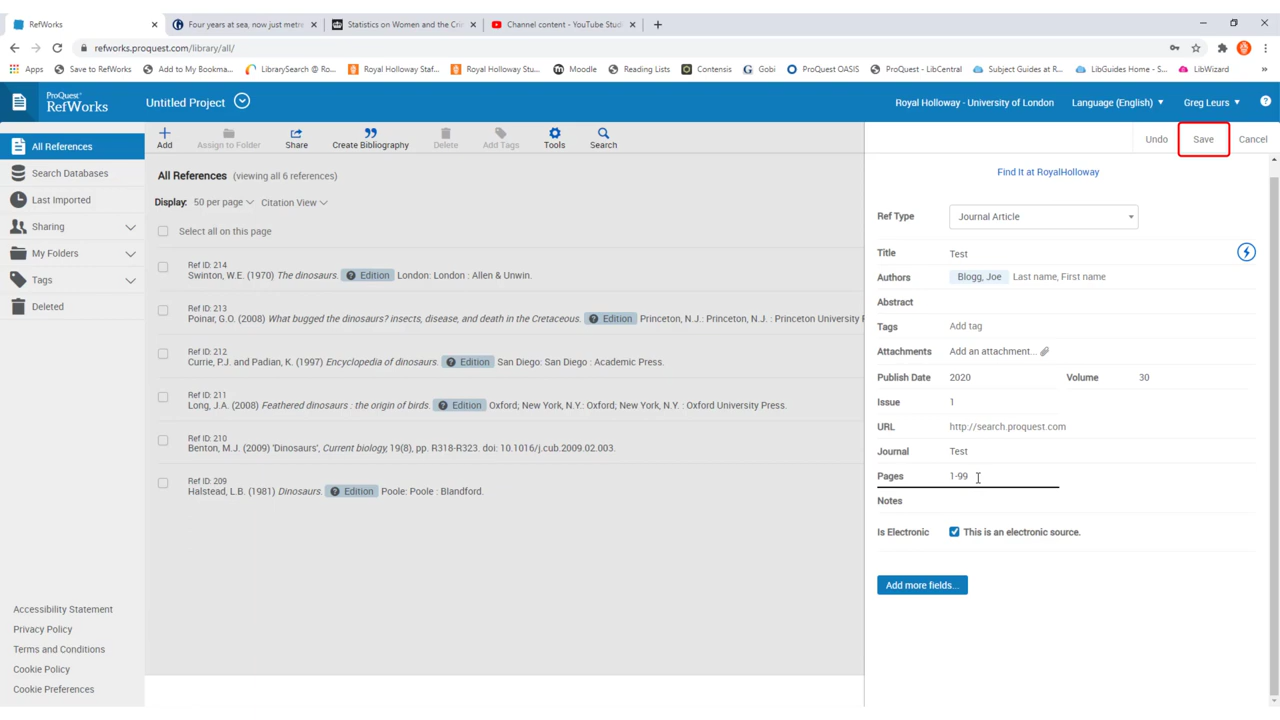 RefWorks
Four years at sea, now just metre
Statistics on Women and the Crim
Channel content - YouTube Studi
refworks.proquest.com/library/all/
Apps
Save to RefWorks
Add to My Bookma...
LibrarySearch @ Ro...
Royal Holloway Staf...
Royal Holloway Stu...
Moodle
Reading Lists
Contensis
Gobi
ProQuest OASIS
ProQuest - LibCentral
Subject Guides at R...
LibGuides Home - S...
LibWizard
ProQuest
RefWorks
Untitled Project
Royal Holloway - University of London
Language (English)
Greg Leurs
All References
Search Databases
Last Imported
Sharing
My Folders
Tags
Deleted
Add
Assign to Folder
Share
Create Bibliography
Delete
Add Tags
Tools
Search
All References (viewing all 6 references)
Display: 50 per page Citation View
Select all on this page
Ref ID: 214
Swinton, W.E. (1970) The dinosaurs. ? Edition London: London : Allen & Unwin.
Ref ID: 213
Poinar, G.O. (2008) What bugged the dinosaurs? insects, disease, and death in the Cretaceous. ? Edition Princeton, N.J.: Princeton, N.J. : Princeton University
Ref ID: 212
Currie, P.J. and Padian, K. (1997) Encyclopedia of dinosaurs. ? Edition San Diego: San Diego : Academic Press.
Ref ID: 211
Long, J.A. (2008) Feathered dinosaurs : the origin of birds. ? Edition Oxford; New York, N.Y.: Oxford; New York, N.Y. : Oxford University Press.
Ref ID: 210
Benton, M.J. (2009) 'Dinosaurs', Current biology, 19(8), pp. R318-R323. doi: 10.1016/j.cub.2009.02.003.
Ref ID: 209
Halstead, L.B. (1981) Dinosaurs. ? Edition Poole: Poole : Blandford.
Undo
Save
Cancel
Find It at RoyalHolloway
Ref Type Journal Article
Title Test
Authors Blogg, Joe Last name, First name
Abstract
Tags Add tag
Attachments Add an attachment...
Publish Date 2020 Volume 30
Issue 1
URL http://search.proquest.com
Journal Test
Pages 1-99
Notes
Is Electronic This is an electronic source.
Add more fields...
Accessibility Statement
Privacy Policy
Terms and Conditions
Cookie Policy
Cookie Preferences